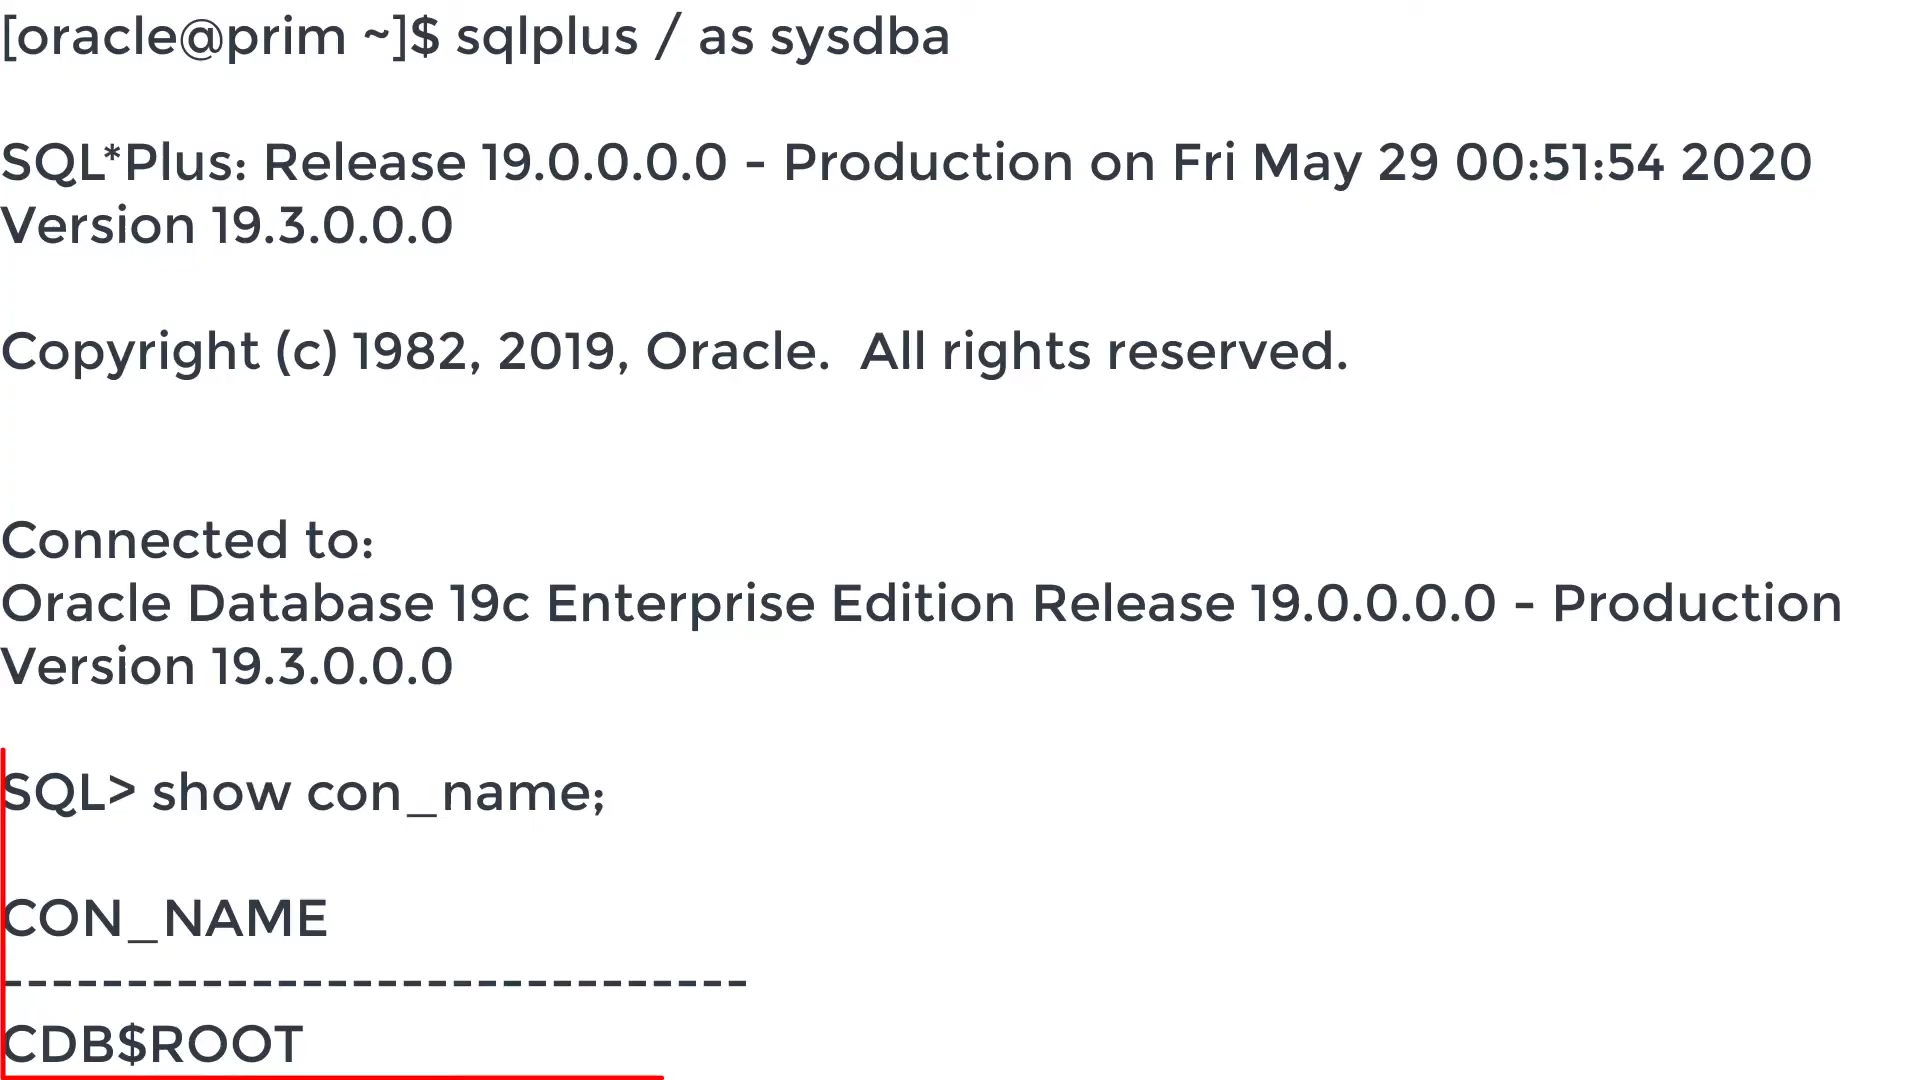 [oracle@prim ~]$ sqlplus / as sysdba
SQL*Plus: Release 19.0.0.0.0 - Production on Fri May 29 00:51:54 2020
Version 19.3.0.0.0
Copyright (c) 1982, 2019, Oracle.  All rights reserved.
Connected to:
Oracle Database 19c Enterprise Edition Release 19.0.0.0.0 - Production
Version 19.3.0.0.0
SQL> show con_name;
CON_NAME
------------------------------
CDB$ROOT